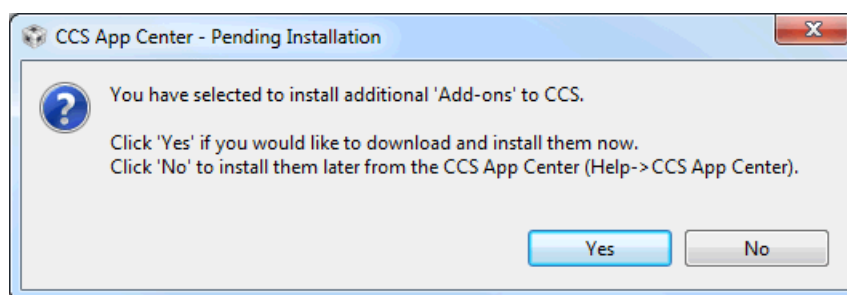 CCS App Center - Pending Installation
You have selected to install additional 'Add-ons' to CCS.
Click 'Yes' if you would like to download and install them now.
Click 'No' to install them later from the CCS App Center (Help->CCS App Center).
Yes No